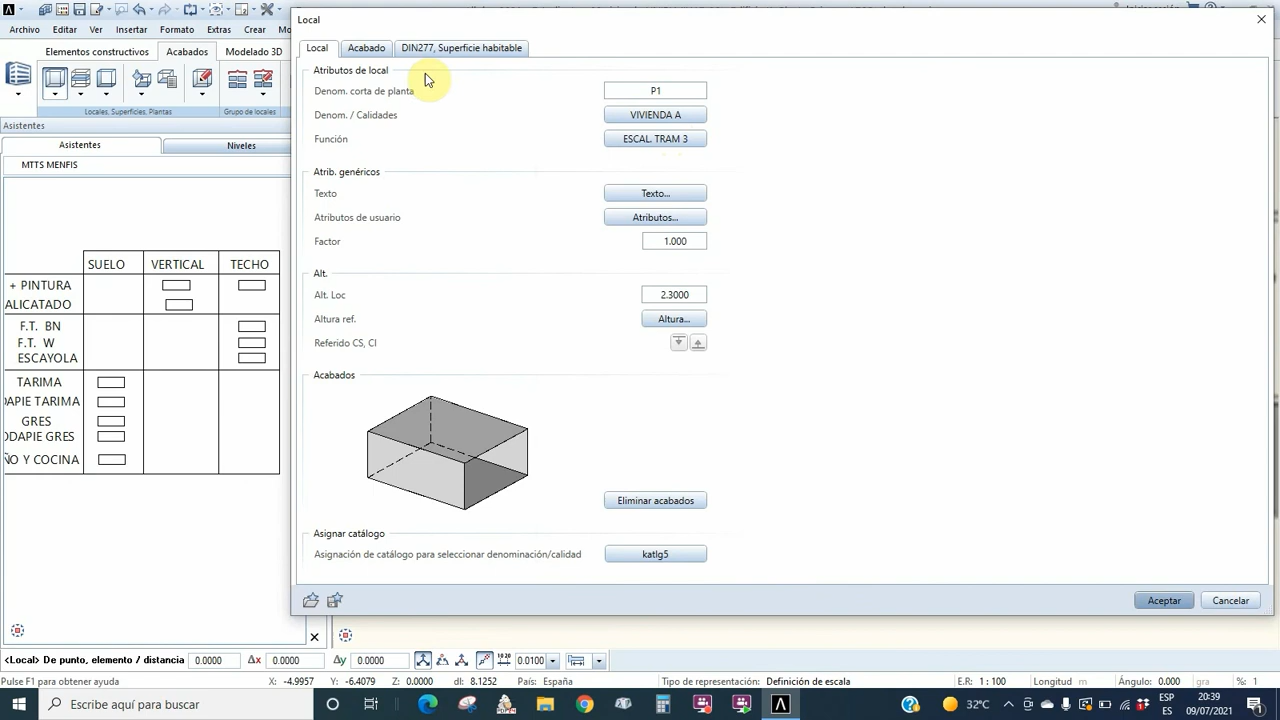 Archivo Editar Ver Insertar Formato Extras Crear
Elementos constructivos Acabados Modelado 3D
Locales, Superficies, Plantas Grupo de locales
Asistentes
Asistentes Niveles
MTTS MENFIS
SUELO VERTICAL TECHO
+ PINTURA
ALICATADO
F.T. BN
F.T. W
ESCAYOLA
TARIMA
DAPIE TARIMA
GRES
ODAPIE GRES
ÑO Y COCINA
Local
Local Acabado DIN277, Superficie habitable
Atributos de local
Denom. corta de planta P1
Denom. / Calidades VIVIENDA A
Función ESCAL. TRAM 3
Atrib. genéricos
Texto Texto...
Atributos de usuario Atributos...
Factor 1.000
Alt.
Alt. Loc 2.3000
Altura ref. Altura...
Referido CS, CI
Acabados
Eliminar acabados
Asignar catálogo
Asignación de catálogo para seleccionar denominación/calidad katlg5
Aceptar Cancelar
<Local> De punto, elemento / distancia 0.0000 Δx 0.0000 Δy 0.0000 0.0100
Pulse F1 para obtener ayuda X: -4.9957 Y: -6.4079 Z: 0.0000 dl: 8.1252 País: España Tipo de representación: Definición de escala E.R: 1 : 100 Longitud m Ángulo: 0.000 gra %: 1
Escribe aquí para buscar 32°C ESP 20:39
ES 09/07/2021